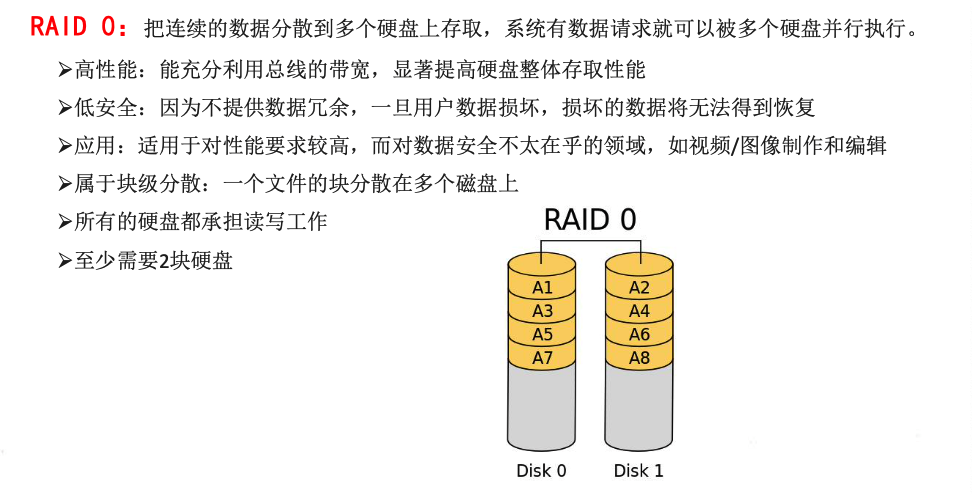 RAID 0：把连续的数据分散到多个硬盘上存取，系统有数据请求就可以被多个硬盘并行执行。
➢高性能：能充分利用总线的带宽，显著提高硬盘整体存取性能
➢低安全：因为不提供数据冗余，一旦用户数据损坏，损坏的数据将无法得到恢复
➢应用：适用于对性能要求较高，而对数据安全不太在乎的领域，如视频/图像制作和编辑
➢属于块级分散：一个文件的块分散在多个磁盘上
➢所有的硬盘都承担读写工作
➢至少需要2块硬盘
RAID 0
A1 A2
A3 A4
A5 A6
A7 A8
Disk 0 Disk 1